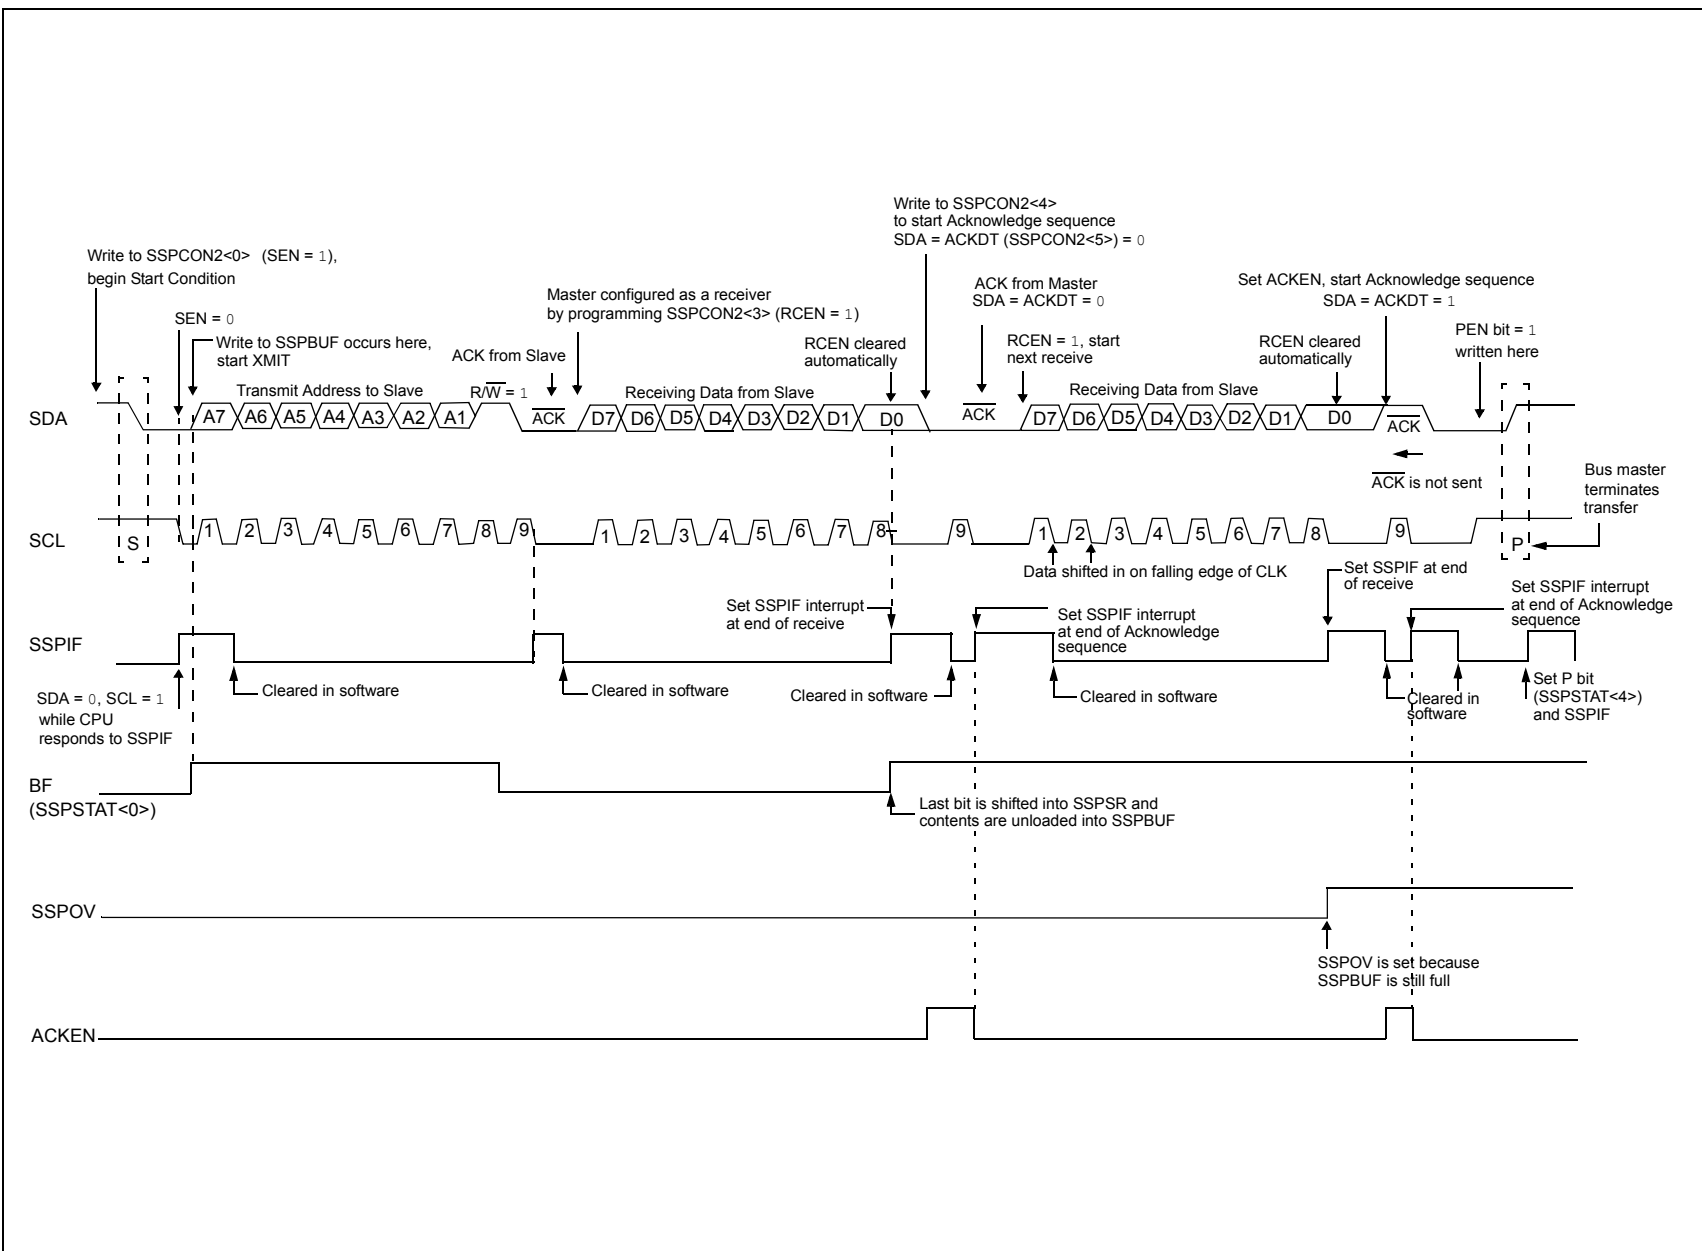 Write to SSPCON2<4>
to start Acknowledge sequence
SDA = ACKDT (SSPCON2<5>) = 0
Write to SSPCON2<0> (SEN = 1),
begin Start Condition
ACK from Master
SDA = ACKDT = 0
Set ACKEN, start Acknowledge sequence
SDA = ACKDT = 1
Master configured as a receiver
by programming SSPCON2<3> (RCEN = 1)
SEN = 0
PEN bit = 1
written here
Write to SSPBUF occurs here,
start XMIT
RCEN cleared
automatically
RCEN = 1, start
next receive
RCEN cleared
automatically
ACK from Slave
Transmit Address to Slave
R/W = 1
Receiving Data from Slave
Receiving Data from Slave
SDA
A7 A6 A5 A4 A3 A2 A1 ACK D7 D6 D5 D4 D3 D2 D1 D0 ACK D7 D6 D5 D4 D3 D2 D1 D0 ACK
ACK is not sent
Bus master
terminates
transfer
SCL
S 1 2 3 4 5 6 7 8 9 1 2 3 4 5 6 7 8 9 1 2 3 4 5 6 7 8 9 P
Data shifted in on falling edge of CLK
Set SSPIF at end
of receive
Set SSPIF interrupt
at end of receive
Set SSPIF interrupt
at end of Acknowledge
sequence
Set SSPIF interrupt
at end of Acknowledge
sequence
SSPIF
SDA = 0, SCL = 1
while CPU
responds to SSPIF
Cleared in software
Cleared in software
Cleared in software
Cleared in software
Cleared in
software
Set P bit
(SSPSTAT<4>)
and SSPIF
BF
(SSPSTAT<0>)
Last bit is shifted into SSPSR and
contents are unloaded into SSPBUF
SSPOV
SSPOV is set because
SSPBUF is still full
ACKEN